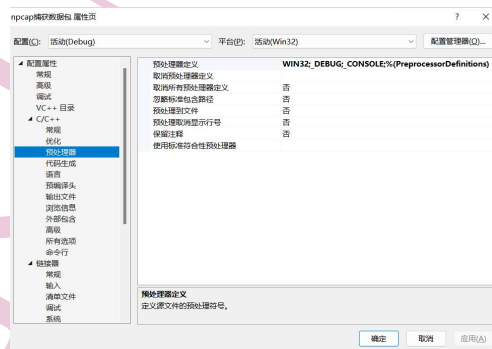 npcap捕获数据包 属性页
? ×
配置(C): 活动(Debug) 平台(P): 活动(Win32) 配置管理器(O)...
配置属性
常规
高级
调试
VC++ 目录
C/C++
常规
优化
预处理器
代码生成
语言
预编译头
输出文件
浏览信息
外部包含
高级
所有选项
命令行
链接器
常规
输入
清单文件
调试
系统
预处理器定义 WIN32;_DEBUG;_CONSOLE;%(PreprocessorDefinitions)
取消预处理器定义
取消所有预处理器定义 否
忽略标准包含路径 否
预处理到文件 否
预处理取消显示行号 否
保留注释 否
使用标准符合性预处理器
预处理器定义
定义源文件的预处理符号。
确定 取消 应用(A)